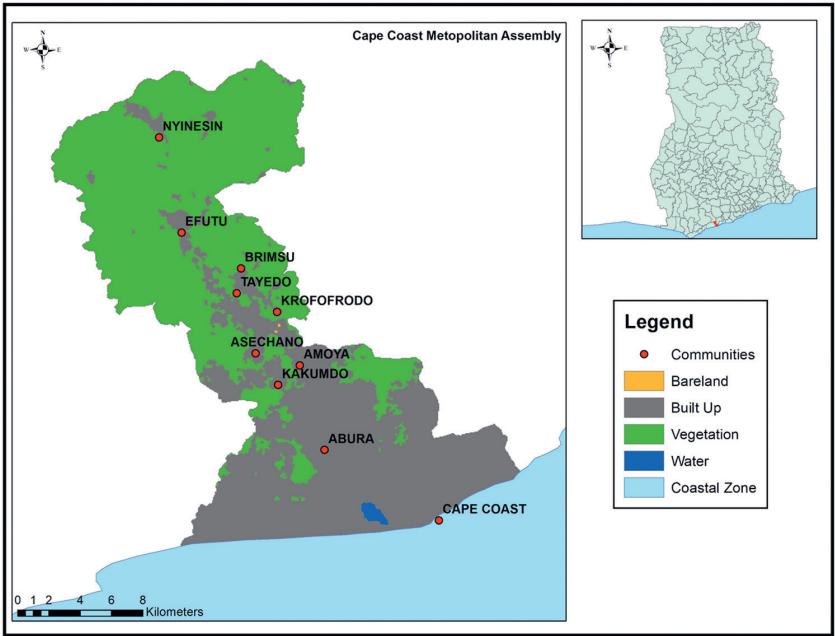 Cape Coast Metopolitan Assembly
N
W E
S
N
W E
S
NYINESIN
EFUTU
BRIMSU
TAYEDO
KROFOFRODO
ASECHANO
AMOYA
KAKUMDO
ABURA
CAPE COAST
Legend
Communities
Bareland
Built Up
Vegetation
Water
Coastal Zone
0 1 2 4 6 8
Kilometers